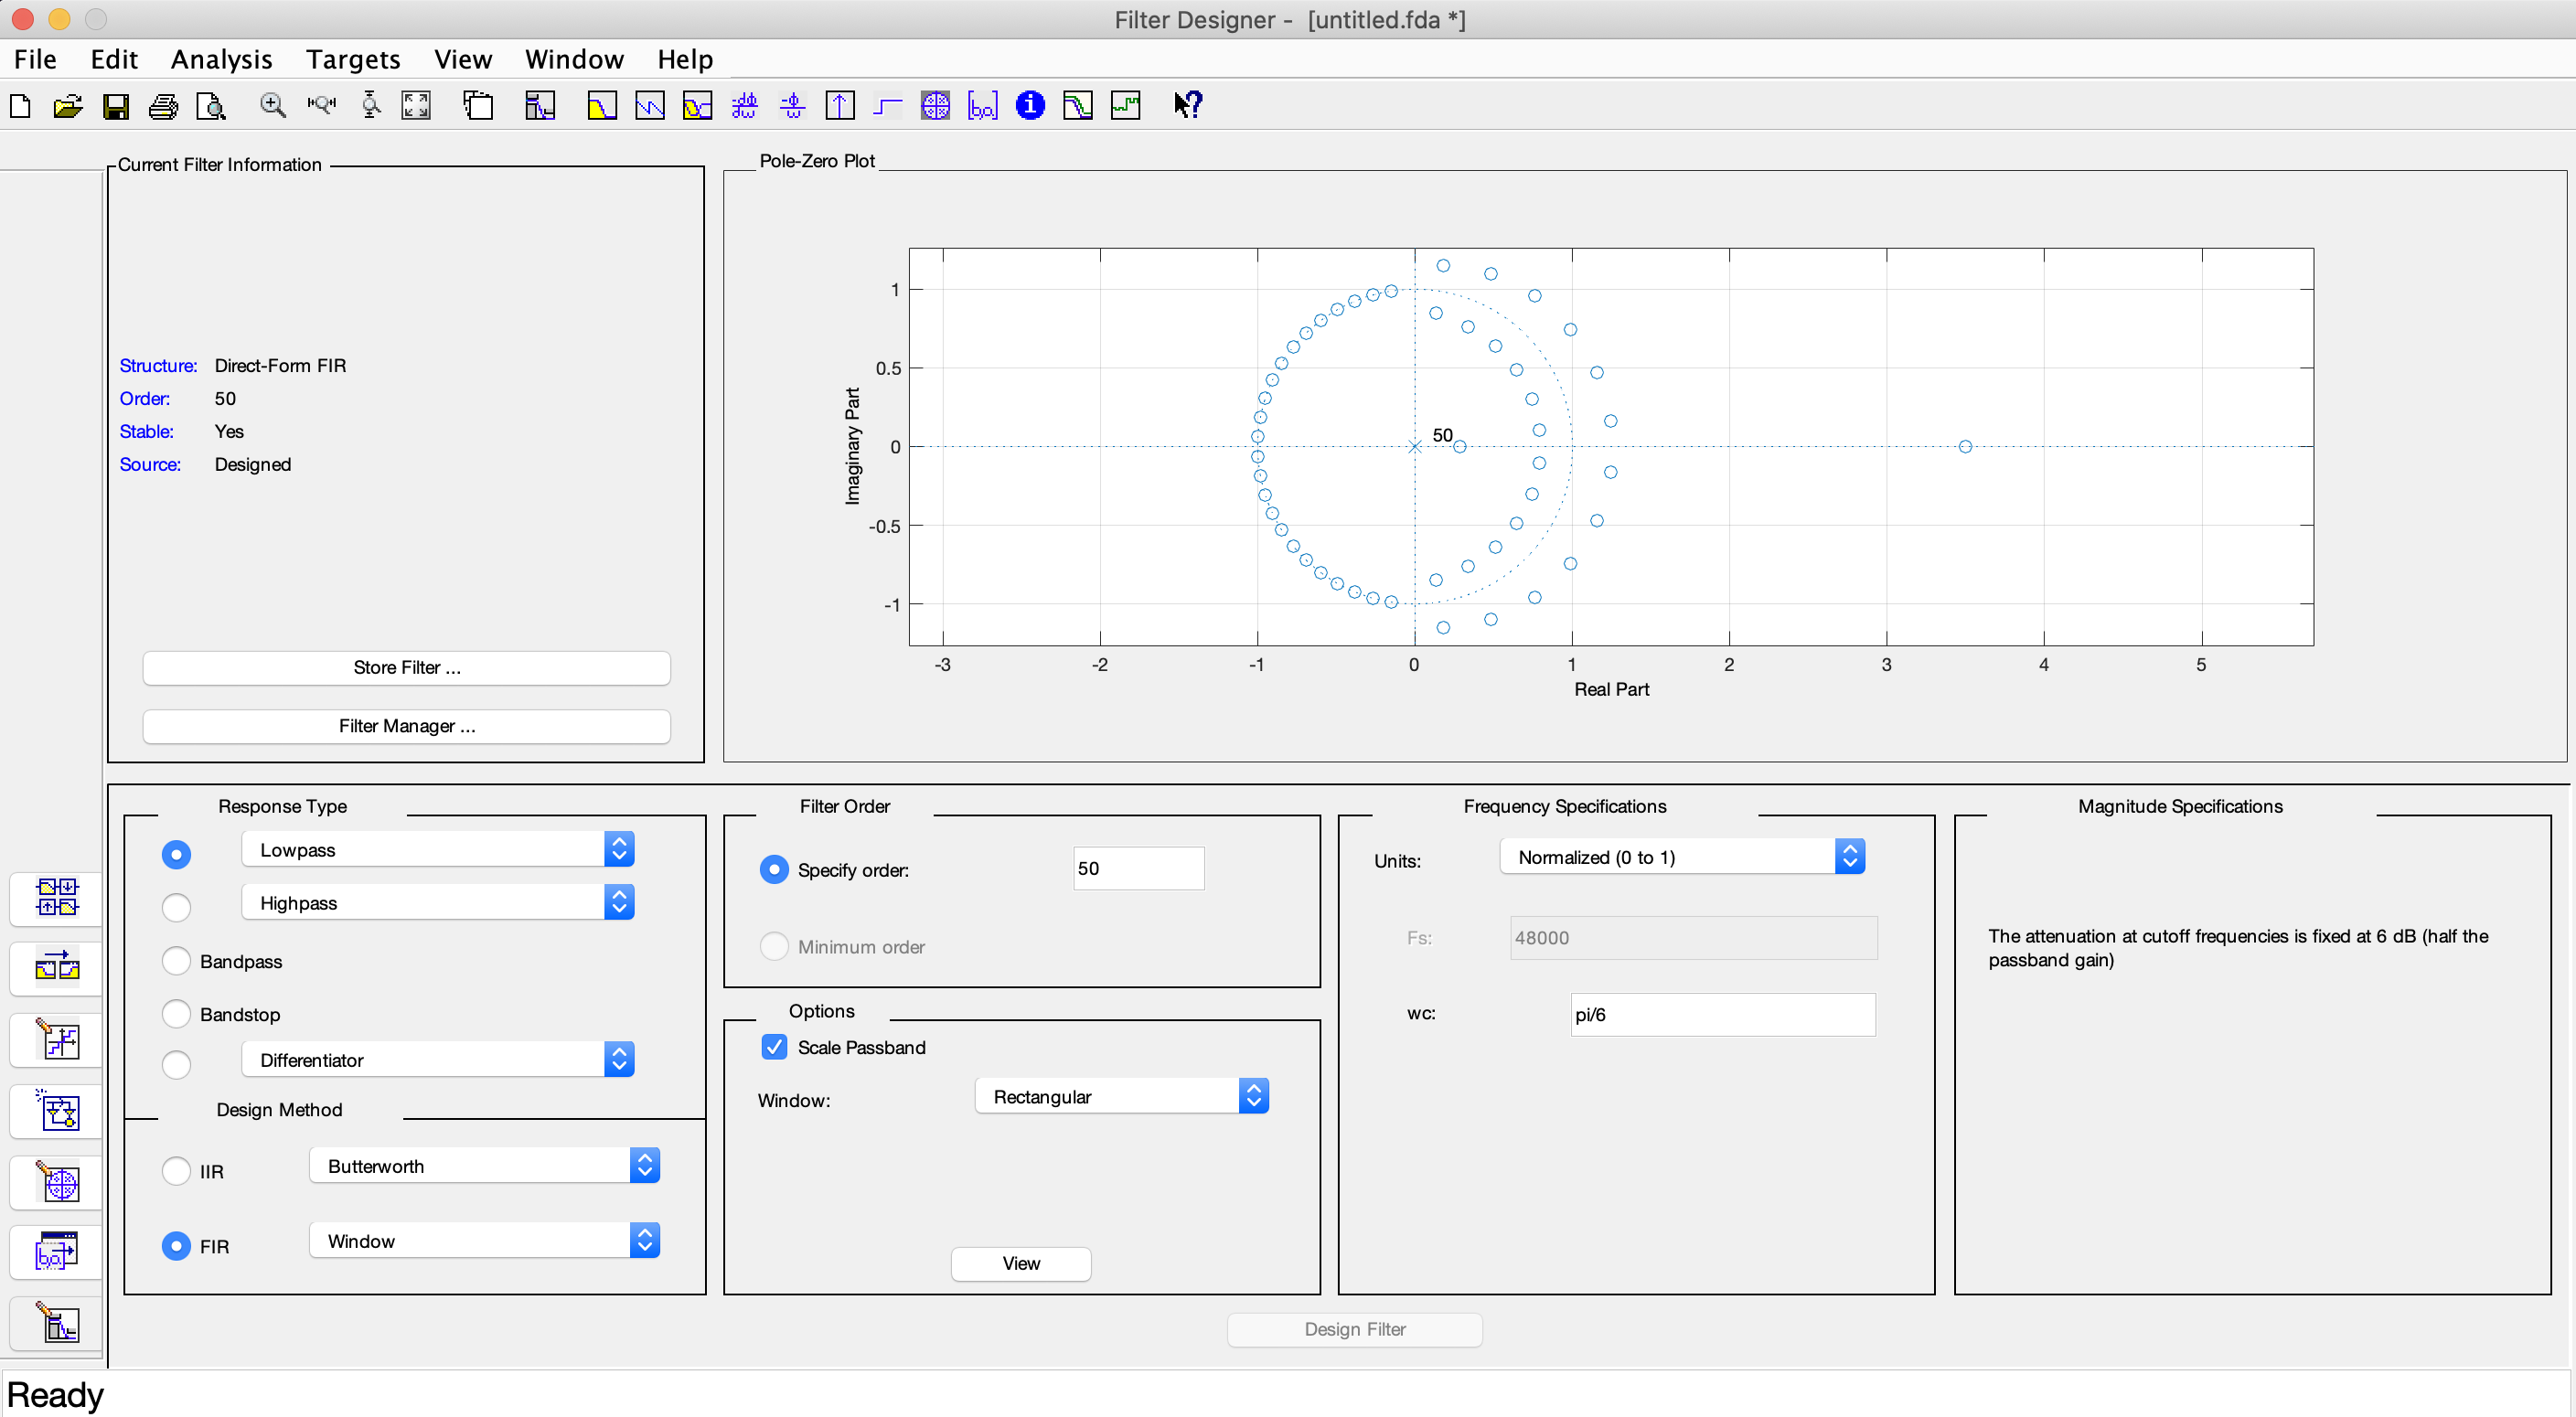 Filter Designer - [untitled.fda *]
File Edit Analysis Targets View Window Help
Current Filter Information
Structure: Direct-Form FIR
Order: 50
Stable: Yes
Source: Designed
Store Filter ...
Filter Manager ...
Pole-Zero Plot
1
0.5
0
-0.5
-1
Imaginary Part
50
-3 -2 -1 0 1 2 3 4 5
Real Part
Response Type
Lowpass
Highpass
Bandpass
Bandstop
Differentiator
Design Method
IIR Butterworth
FIR Window
Filter Order
Specify order: 50
Minimum order
Options
Scale Passband
Window: Rectangular
View
Frequency Specifications
Units: Normalized (0 to 1)
Fs: 48000
wc: pi/6
Magnitude Specifications
The attenuation at cutoff frequencies is fixed at 6 dB (half the
passband gain)
Design Filter
Ready